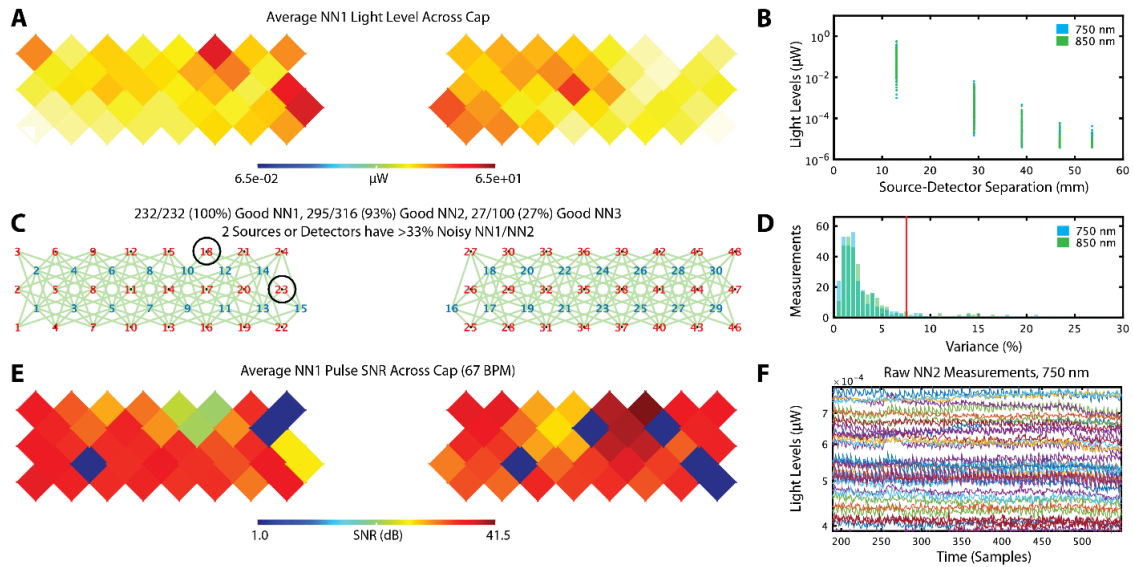 A
Average NN1 Light Level Across Cap
6.5e-02
μW
6.5e+01
B
750 nm
850 nm
Light Levels (μW)
10⁰
10⁻²
10⁻⁴
10⁻⁶
0 10 20 30 40 50 60
Source-Detector Separation (mm)
C
232/232 (100%) Good NN1, 295/316 (93%) Good NN2, 27/100 (27%) Good NN3
2 Sources or Detectors have >33% Noisy NN1/NN2
3 6 9 12 15 18 21 24
2 4 6 8 10 12 14
2 5 8 11 14 17 20 23
1 3 5 7 9 11 13 15
1 4 7 10 13 16 19 22
27 30 33 36 39 42 45 48
18 20 22 24 26 28 30
26 29 32 35 38 41 44 47
16 17 19 21 23 25 27 29
25 28 31 34 37 40 43 46
D
750 nm
850 nm
Measurements
60
40
20
0
0 5 10 15 20 25 30
Variance (%)
E
Average NN1 Pulse SNR Across Cap (67 BPM)
1.0
SNR (dB)
41.5
F
Raw NN2 Measurements, 750 nm
× 10⁻⁴
Light Levels (μW)
7
6
5
4
200 250 300 350 400 450 500
Time (Samples)